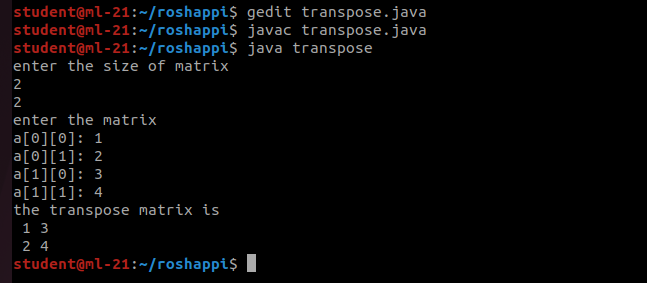 student@ml-21:~/roshappi$ gedit transpose.java
student@ml-21:~/roshappi$ javac transpose.java
student@ml-21:~/roshappi$ java transpose
enter the size of matrix
2
2
enter the matrix
a[0][0]: 1
a[0][1]: 2
a[1][0]: 3
a[1][1]: 4
the transpose matrix is
 1 3
 2 4
student@ml-21:~/roshappi$